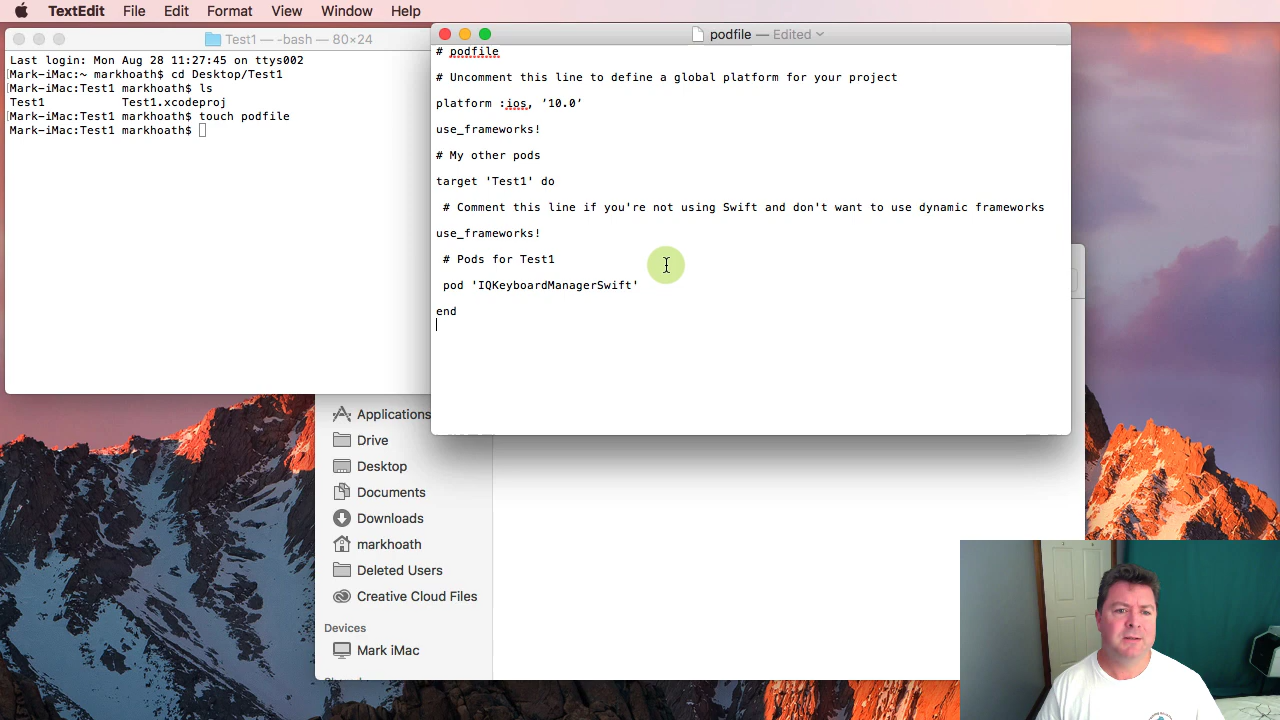 TextEdit File Edit Format View Window Help
Test1 — -bash — 80×24
Last login: Mon Aug 28 11:27:45 on ttys002
[Mark-iMac:~ markhoath$ cd Desktop/Test1
[Mark-iMac:Test1 markhoath$ ls
Test1 Test1.xcodeproj
[Mark-iMac:Test1 markhoath$ touch podfile
Mark-iMac:Test1 markhoath$
podfile — Edited
# podfile
# Uncomment this line to define a global platform for your project
platform :ios, ‘10.0’
use_frameworks!
# My other pods
target 'Test1' do
# Comment this line if you're not using Swift and don't want to use dynamic frameworks
use_frameworks!
# Pods for Test1
pod 'IQKeyboardManagerSwift'
end
Applications
Drive
Desktop
Documents
Downloads
markhoath
Deleted Users
Creative Cloud Files
Devices
Mark iMac